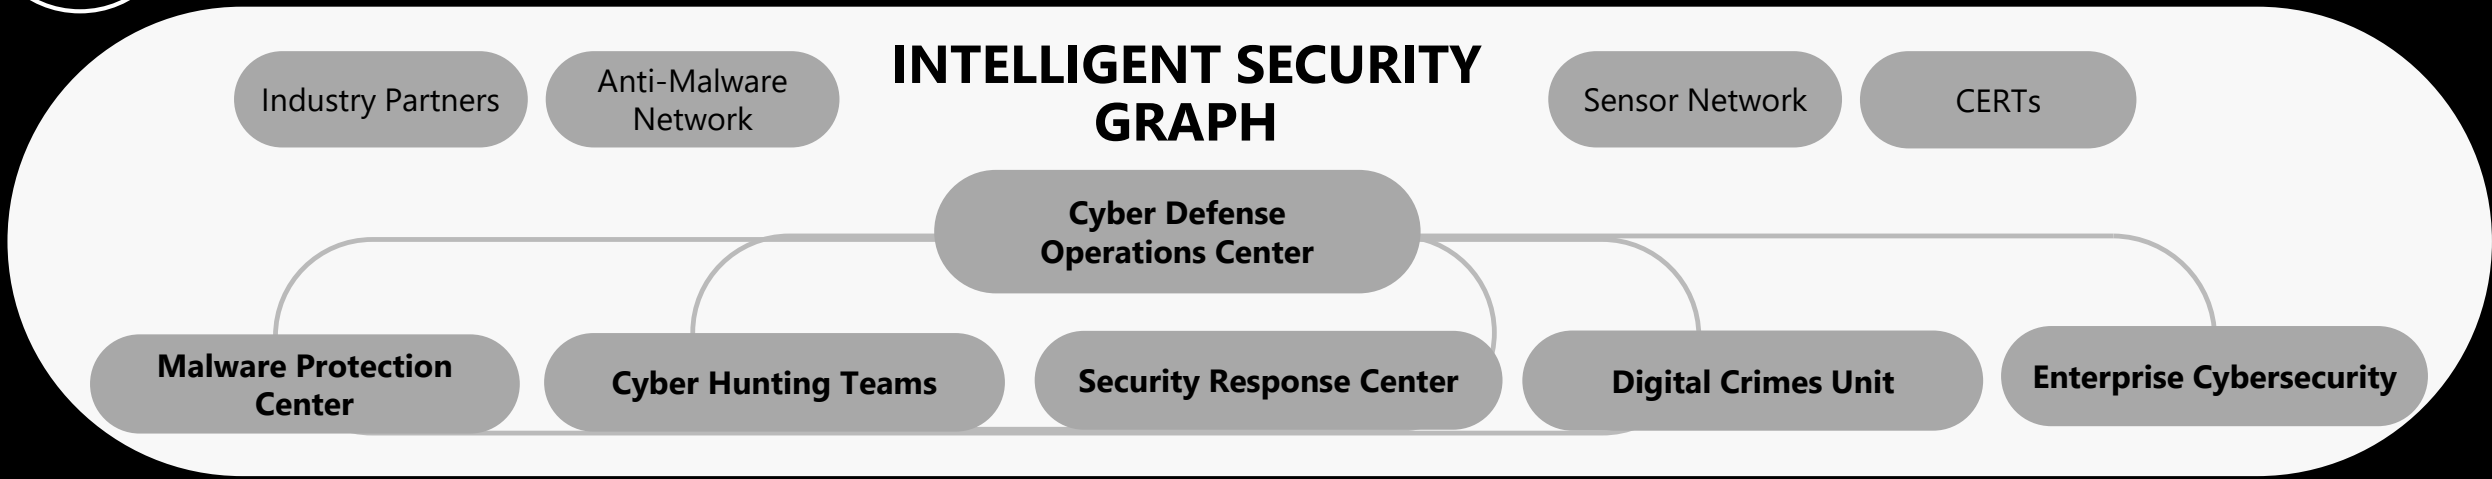 INTELLIGENT SECURITY
GRAPH
Industry Partners
Anti-Malware
Network
Sensor Network
CERTs
Cyber Defense
Operations Center
Malware Protection
Center
Cyber Hunting Teams
Security Response Center
Digital Crimes Unit
Enterprise Cybersecurity